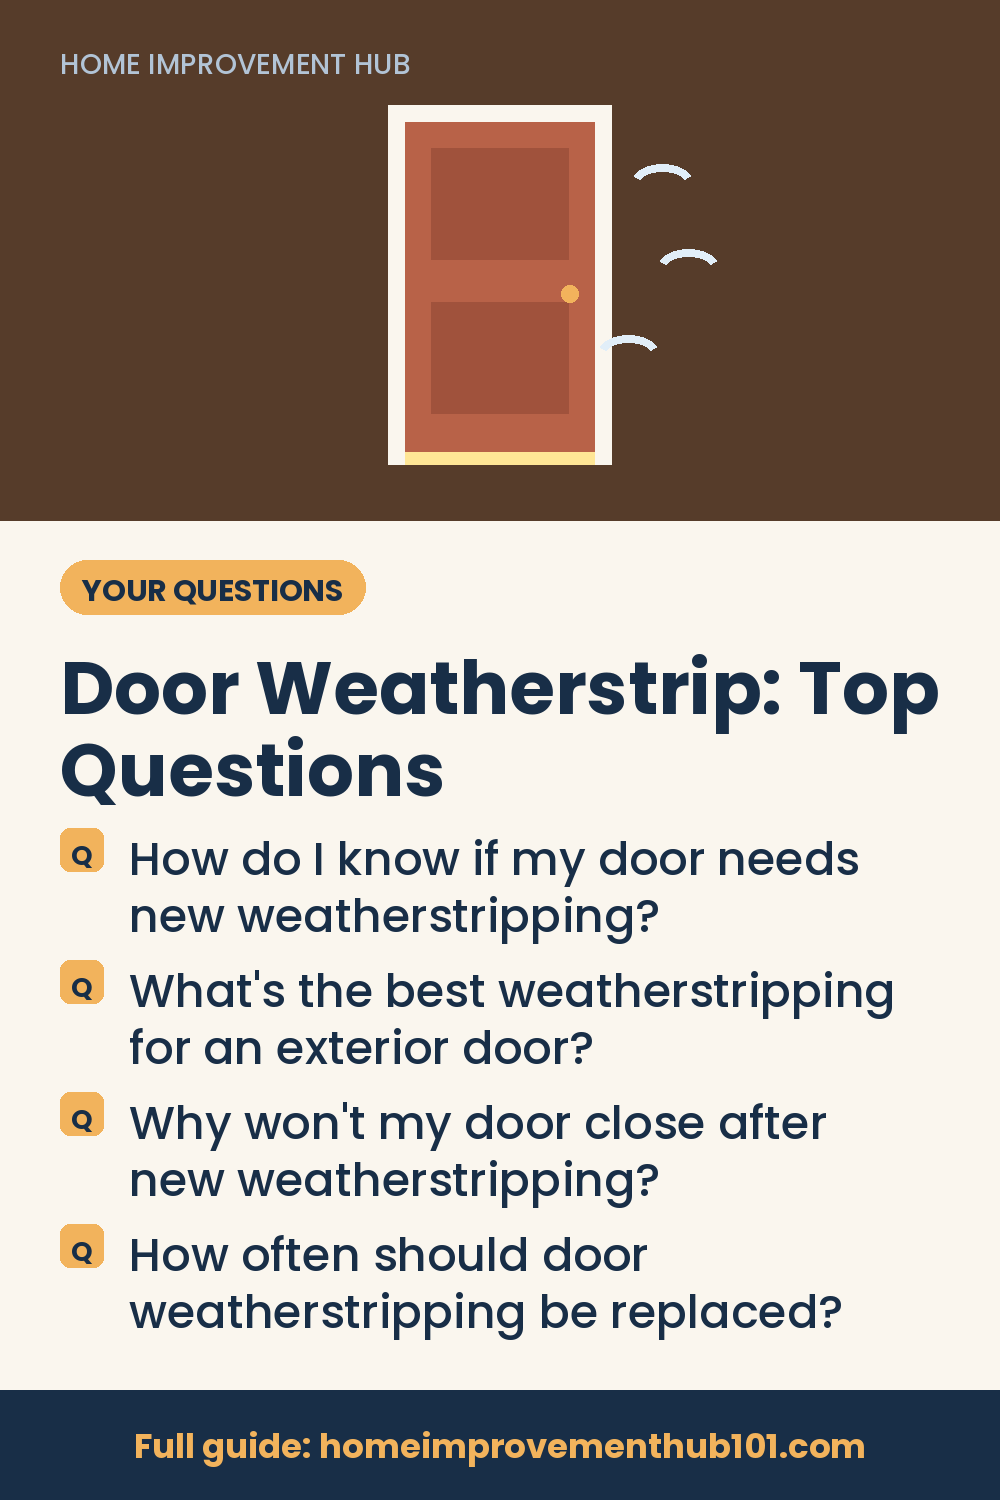 HOME IMPROVEMENT HUB
YOUR QUESTIONS
Door Weatherstrip: Top
Questions
Q How do I know if my door needs
new weatherstripping?
Q What's the best weatherstripping
for an exterior door?
Q Why won't my door close after
new weatherstripping?
Q How often should door
weatherstripping be replaced?
Full guide: homeimprovementhub101.com